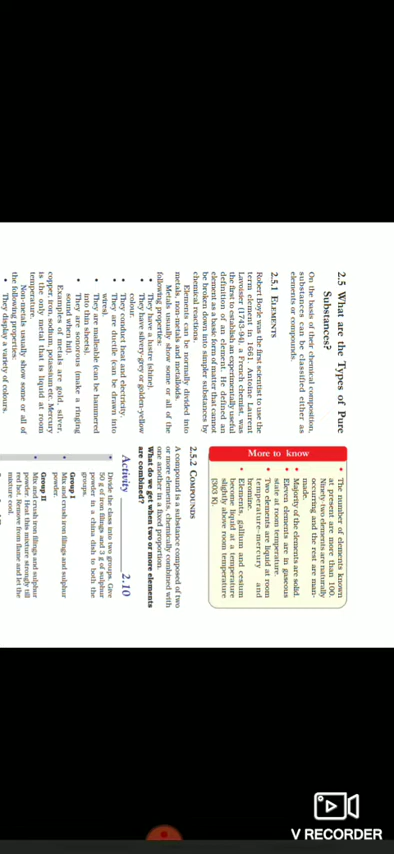 2.5 What are the Types of Pure
Substances?
On the basis of their chemical composition,
substances can be classified either as
elements or compounds.
2.5.1 ELEMENTS
Robert Boyle was the first scientist to use the
term element in 1661. Antoine Laurent
Lavoisier (1743-94), a French chemist, was
the first to establish an experimentally useful
definition of an element. He defined an
element as a basic form of matter that cannot
be broken down into simpler substances by
chemical reactions.
Elements can be normally divided into
metals, non-metals and metalloids.
Metals usually show some or all of the
following properties:
• They have a lustre (shine).
• They have silvery-grey or golden-yellow
colour.
• They conduct heat and electricity.
• They are ductile (can be drawn into
wires).
• They are malleable (can be hammered
into thin sheets).
• They are sonorous (make a ringing
sound when hit).
Examples of metals are gold, silver,
copper, iron, sodium, potassium etc. Mercury
is the only metal that is liquid at room
temperature.
Non-metals usually show some or all of
the following properties:
• They display a variety of colours.
More to know
• The number of elements known
at present are more than 100.
Ninety-two elements are naturally
occurring and the rest are man-
made.
• Majority of the elements are solid.
• Eleven elements are in gaseous
state at room temperature.
• Two elements are liquid at room
temperature–mercury and
bromine.
• Elements, gallium and cesium
become liquid at a temperature
slightly above room temperature
(303 K).
2.5.2 COMPOUNDS
A compound is a substance composed of two
or more elements, chemically combined with
one another in a fixed proportion.
What do we get when two or more elements
are combined?
Activity 2.10
• Divide the class into two groups. Give
50 g of iron filings and 3 g of sulphur
powder in a china dish to both the
groups.
Group I
• Mix and crush iron filings and sulphur
powder.
Group II
• Mix and crush iron filings and sulphur
powder. Heat this mixture strongly till
red hot. Remove from flame and let the
mixture cool.
V RECORDER